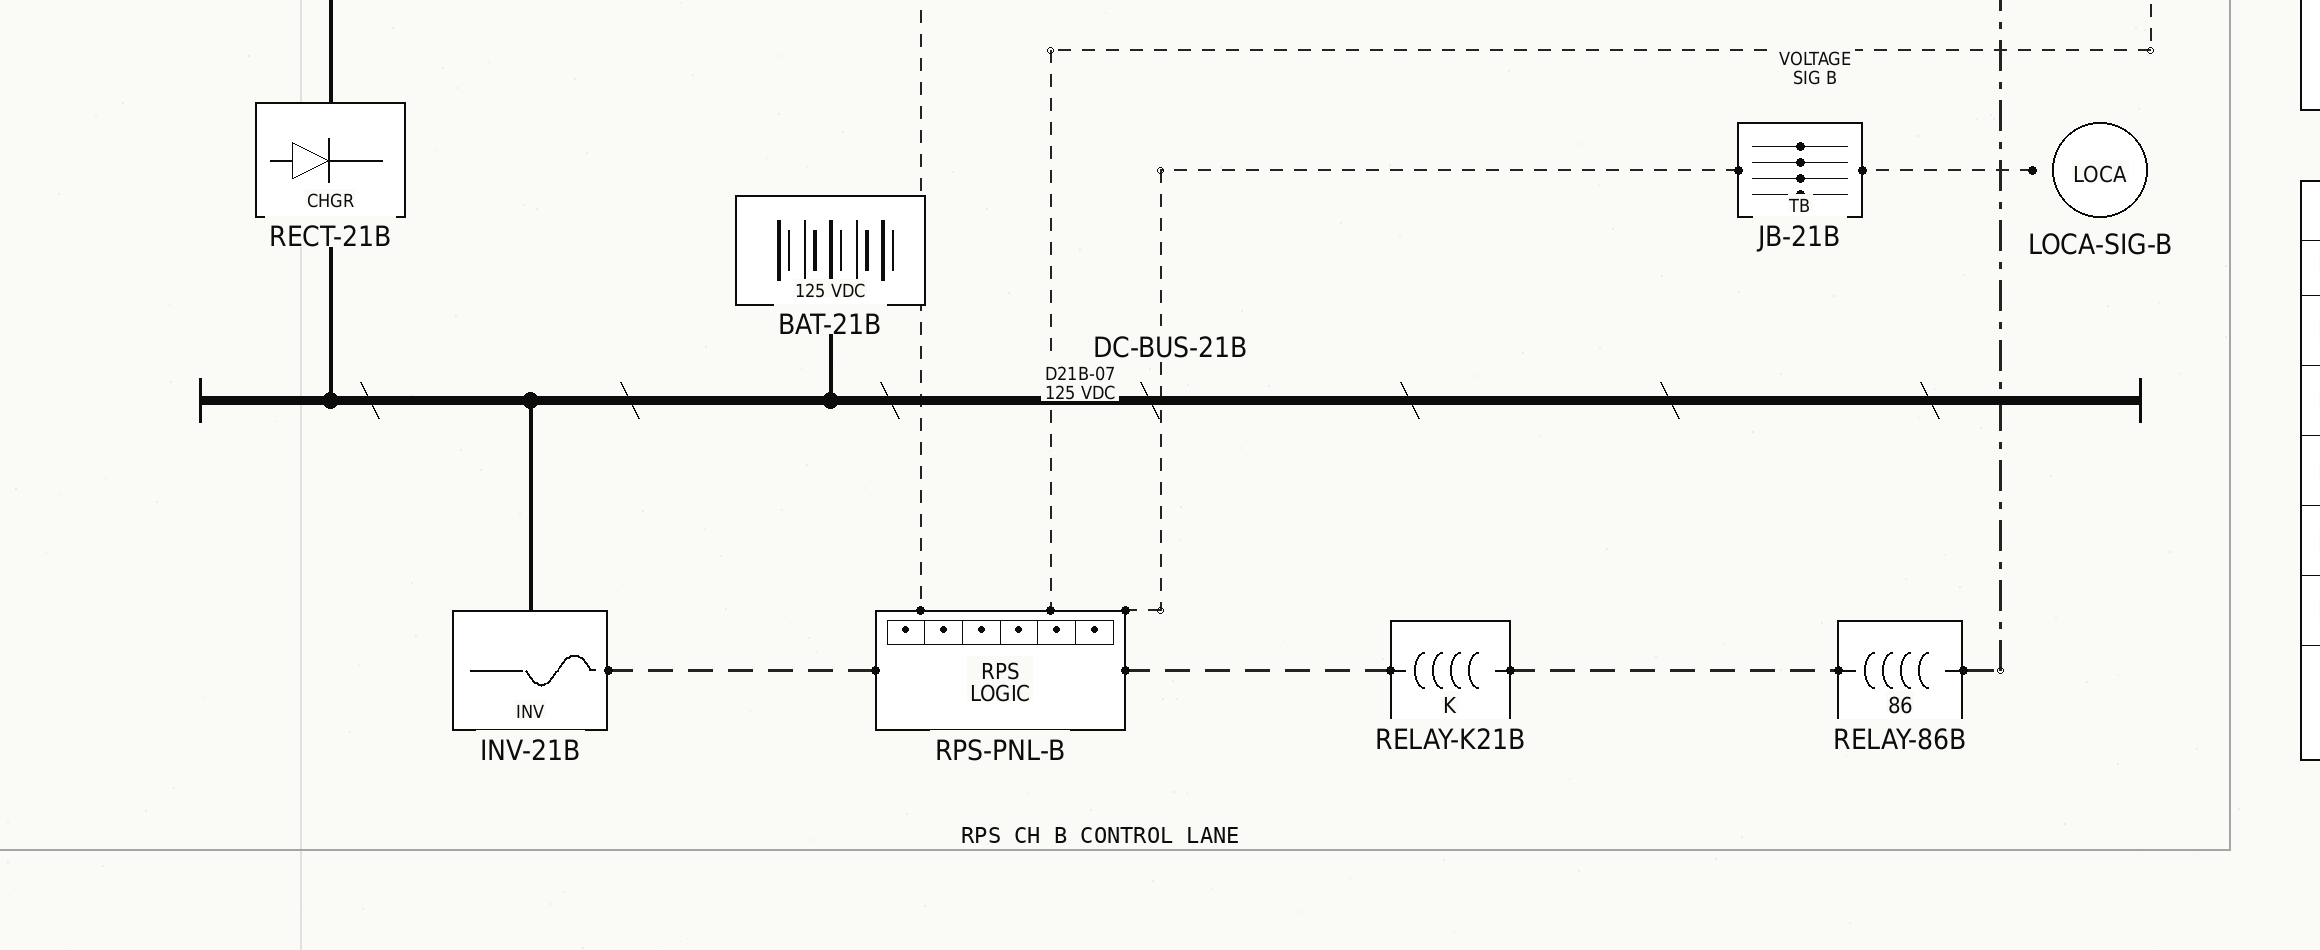 VOLTAGE
SIG B
CHGR
RECT-21B
TB
JB-21B
LOCA
LOCA-SIG-B
125 VDC
BAT-21B
DC-BUS-21B
D21B-07
125 VDC
INV
INV-21B
RPS
LOGIC
RPS-PNL-B
K
RELAY-K21B
86
RELAY-86B
RPS CH B CONTROL LANE